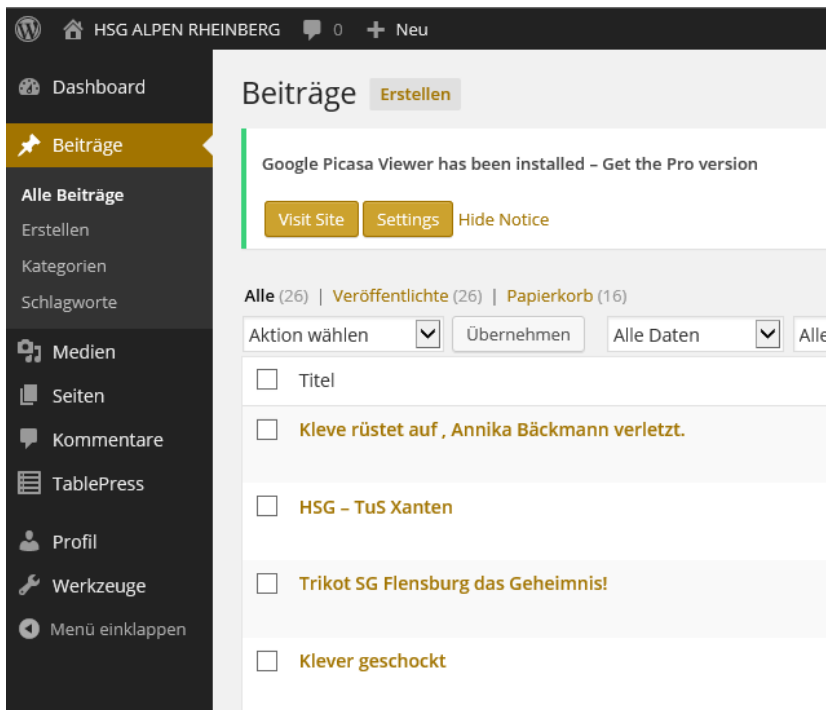 HSG ALPEN RHEINBERG 0 Neu
Dashboard
Beiträge
Alle Beiträge
Erstellen
Kategorien
Schlagworte
Medien
Seiten
Kommentare
TablePress
Profil
Werkzeuge
Menü einklappen
Beiträge Erstellen
Google Picasa Viewer has been installed – Get the Pro version
Visit Site Settings Hide Notice
Alle (26) | Veröffentlichte (26) | Papierkorb (16)
Aktion wählen Übernehmen Alle Daten Alle
Titel
Kleve rüstet auf , Annika Bäckmann verletzt.
HSG – TuS Xanten
Trikot SG Flensburg das Geheimnis!
Klever geschockt